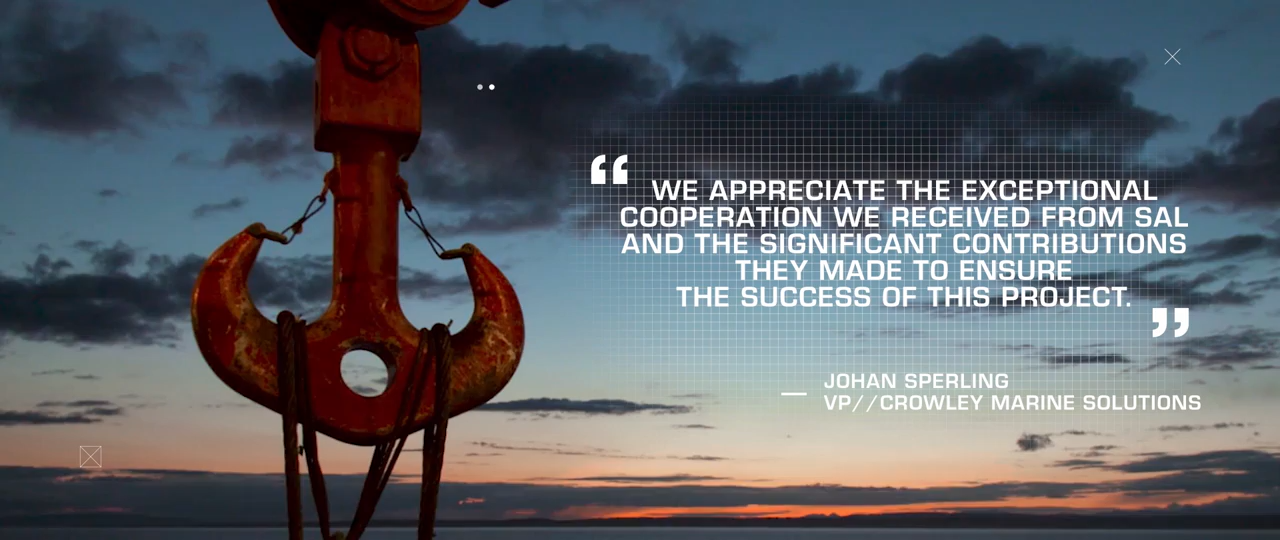 “ WE APPRECIATE THE EXCEPTIONAL
COOPERATION WE RECEIVED FROM SAL
AND THE SIGNIFICANT CONTRIBUTIONS
THEY MADE TO ENSURE
THE SUCCESS OF THIS PROJECT. ”
— JOHAN SPERLING
VP//CROWLEY MARINE SOLUTIONS